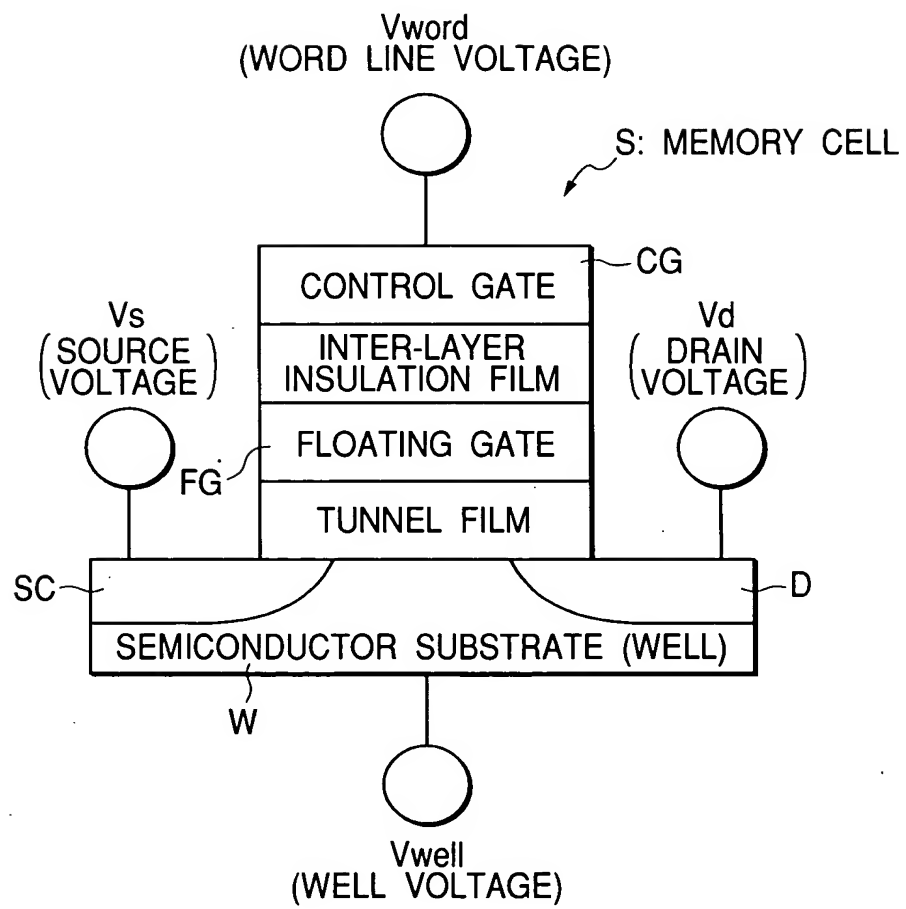 Vword
(WORD LINE VOLTAGE)
S: MEMORY CELL
CG
CONTROL GATE
Vs
(SOURCE
VOLTAGE)
INTER-LAYER
INSULATION FILM
Vd
(DRAIN
VOLTAGE)
FLOATING GATE
FG
TUNNEL FILM
SC
D
SEMICONDUCTOR SUBSTRATE (WELL)
W
Vwell
(WELL VOLTAGE)